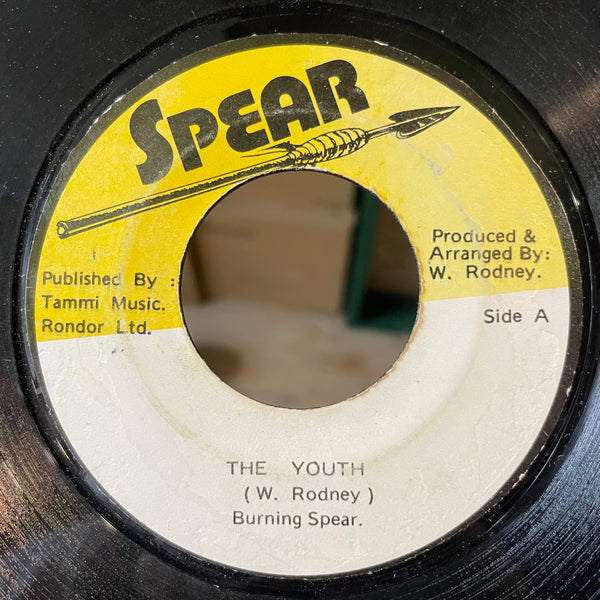 SPEAR
Published By :
Tammi Music.
Rondor Ltd.
Produced &
Arranged By:
W. Rodney.
Side A
THE YOUTH
( W. Rodney )
Burning Spear.